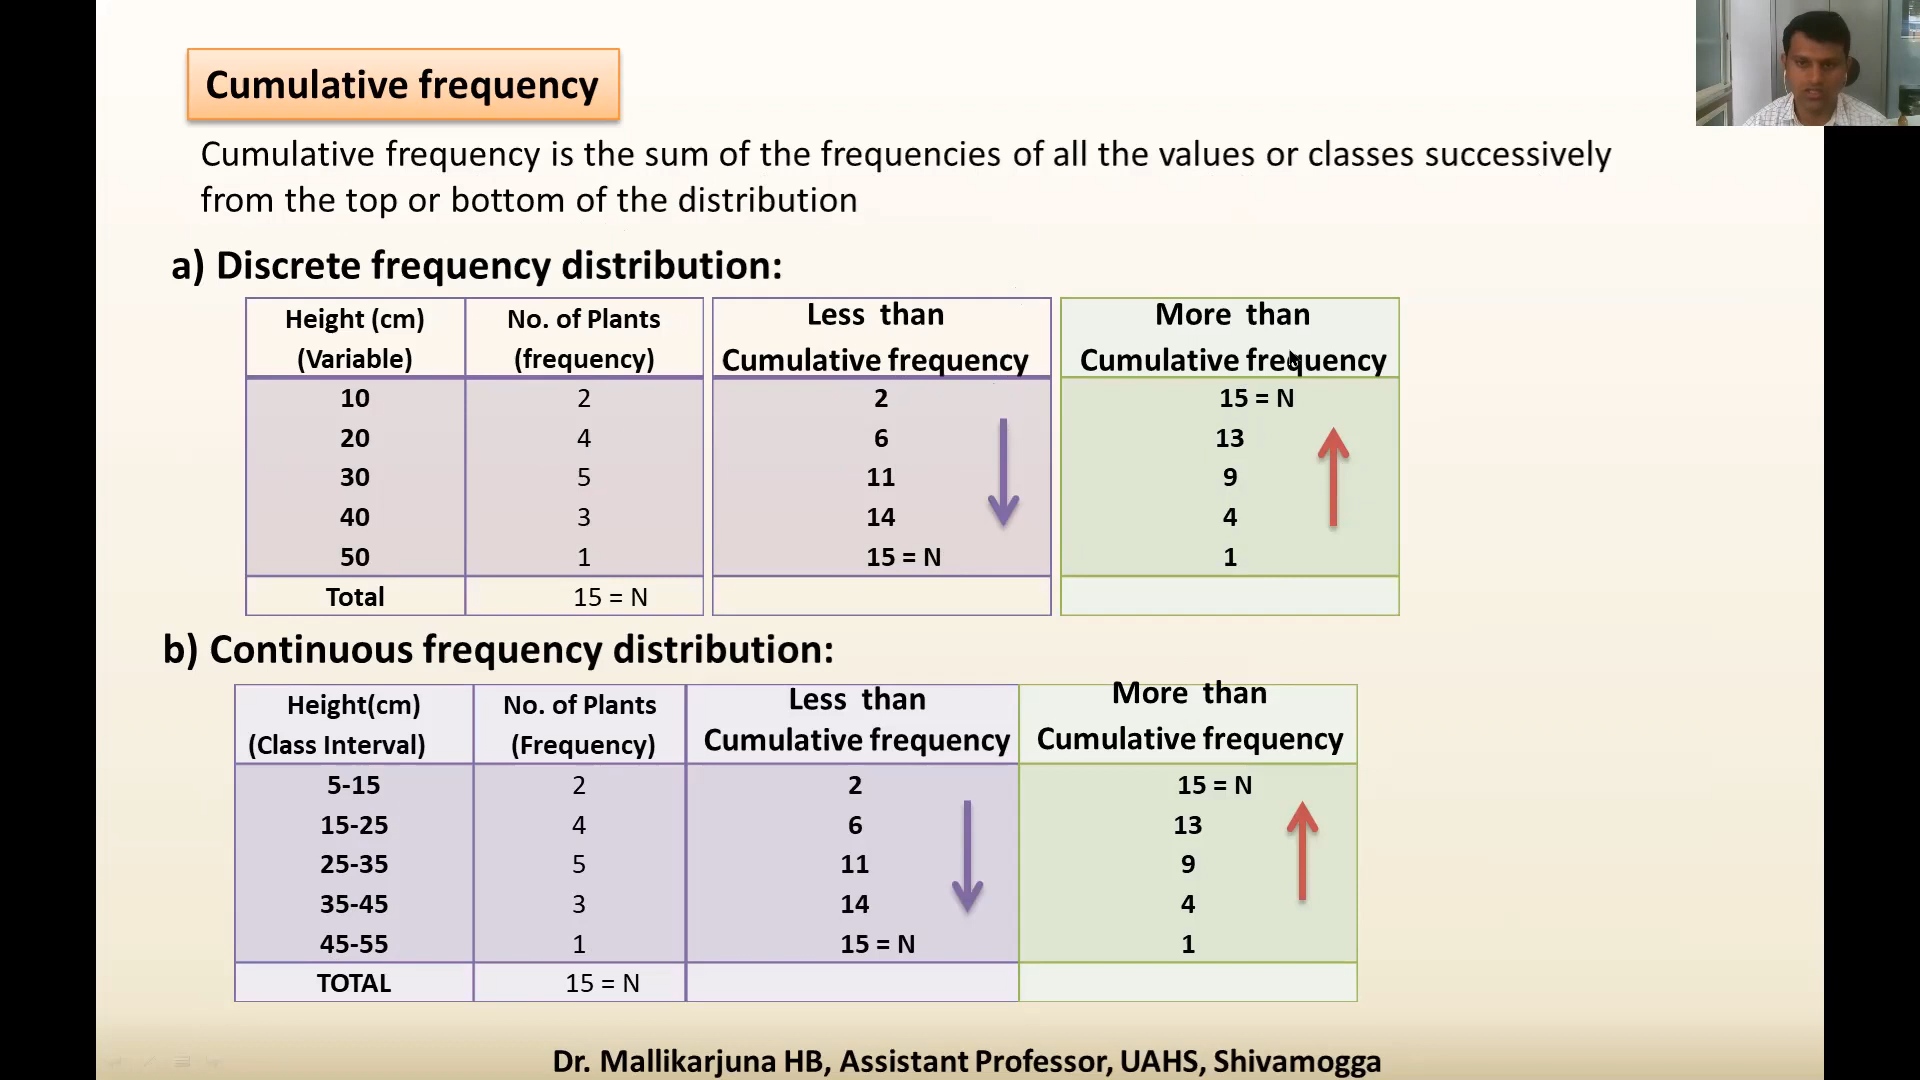 Cumulative frequency
Cumulative frequency is the sum of the frequencies of all the values or classes successively
from the top or bottom of the distribution
a) Discrete frequency distribution:
Height (cm) No. of Plants Less than More than
(Variable) (frequency) Cumulative frequency Cumulative frequency
10 2 2 15 = N
20 4 6 13
30 5 11 9
40 3 14 4
50 1 15 = N 1
Total 15 = N
b) Continuous frequency distribution:
Height(cm) No. of Plants Less than More than
(Class Interval) (Frequency) Cumulative frequency Cumulative frequency
5-15 2 2 15 = N
15-25 4 6 13
25-35 5 11 9
35-45 3 14 4
45-55 1 15 = N 1
TOTAL 15 = N
Dr. Mallikarjuna HB, Assistant Professor, UAHS, Shivamogga